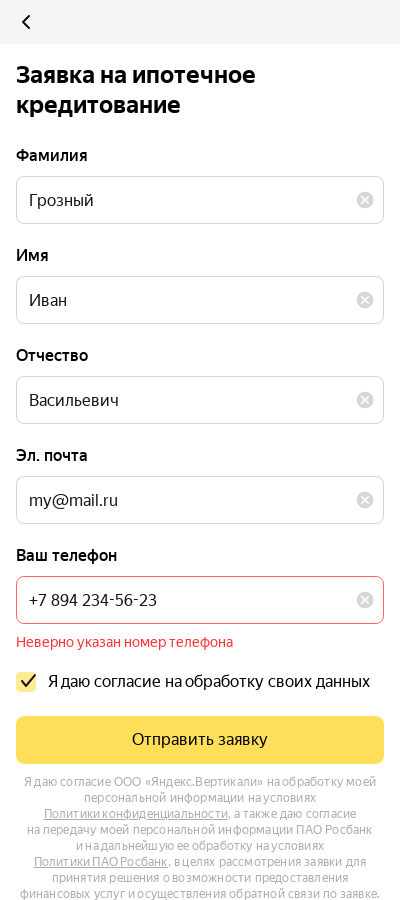 Заявка на ипотечное
кредитование
Фамилия
Грозный
Имя
Иван
Отчество
Васильевич
Эл. почта
my@mail.ru
Ваш телефон
+7 894 234-56-23
Неверно указан номер телефона
Я даю согласие на обработку своих данных
Отправить заявку
Я даю согласие ООО «Яндекс.Вертикали» на обработку моей
персональной информации на условиях
Политики конфиденциальности, а также даю согласие
на передачу моей персональной информации ПАО Росбанк
и на дальнейшую ее обработку на условиях
Политики ПАО Росбанк, в целях рассмотрения заявки для
принятия решения о возможности предоставления
финансовых услуг и осуществления обратной связи по заявке.